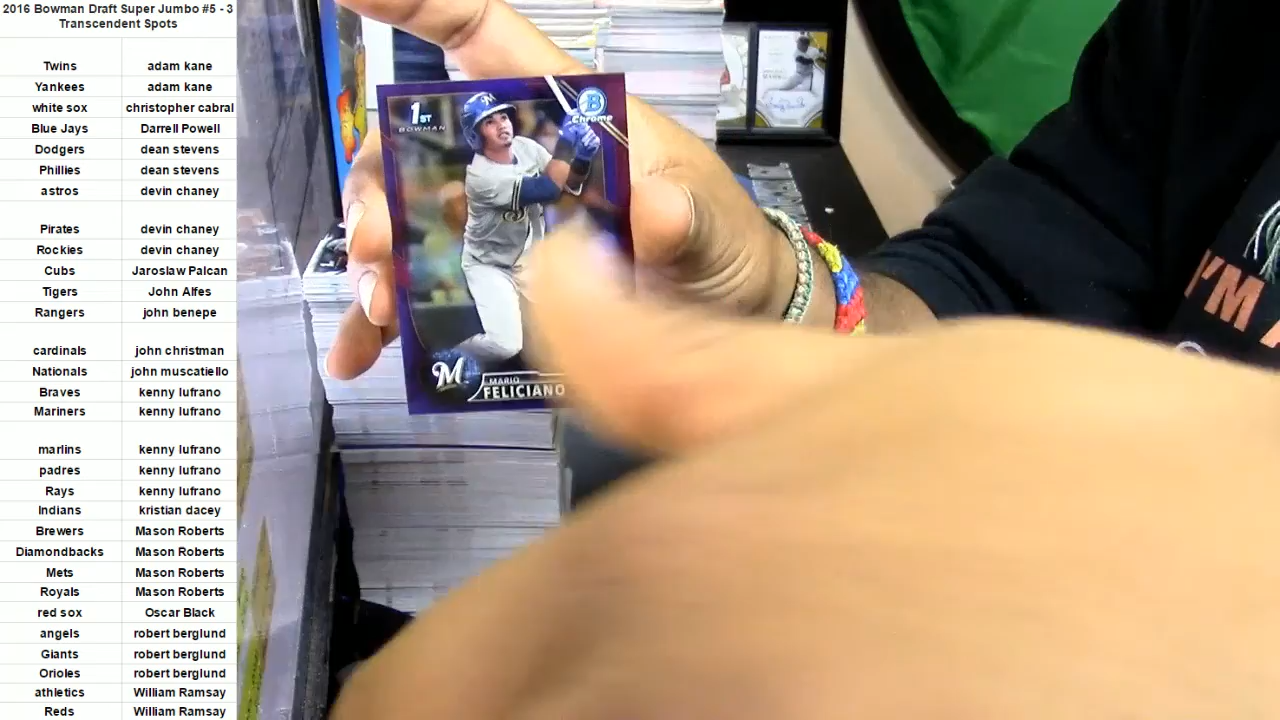 2016 Bowman Draft Super Jumbo #5 - 3
Transcendent Spots
Twins adam kane
Yankees adam kane
white sox christopher cabral
Blue Jays Darrell Powell
Dodgers dean stevens
Phillies dean stevens
astros devin chaney
Pirates devin chaney
Rockies devin chaney
Cubs Jaroslaw Palcan
Tigers John Alfes
Rangers john benepe
cardinals john christman
Nationals john muscatiello
Braves kenny lufrano
Mariners kenny lufrano
marlins kenny lufrano
padres kenny lufrano
Rays kenny lufrano
Indians kristian dacey
Brewers Mason Roberts
Diamondbacks Mason Roberts
Mets Mason Roberts
Royals Mason Roberts
red sox Oscar Black
angels robert berglund
Giants robert berglund
Orioles robert berglund
athletics William Ramsay
Reds William Ramsay
1ST
BOWMAN
B
Chrome
M
M
MARIO
FELICIANO
I'M A